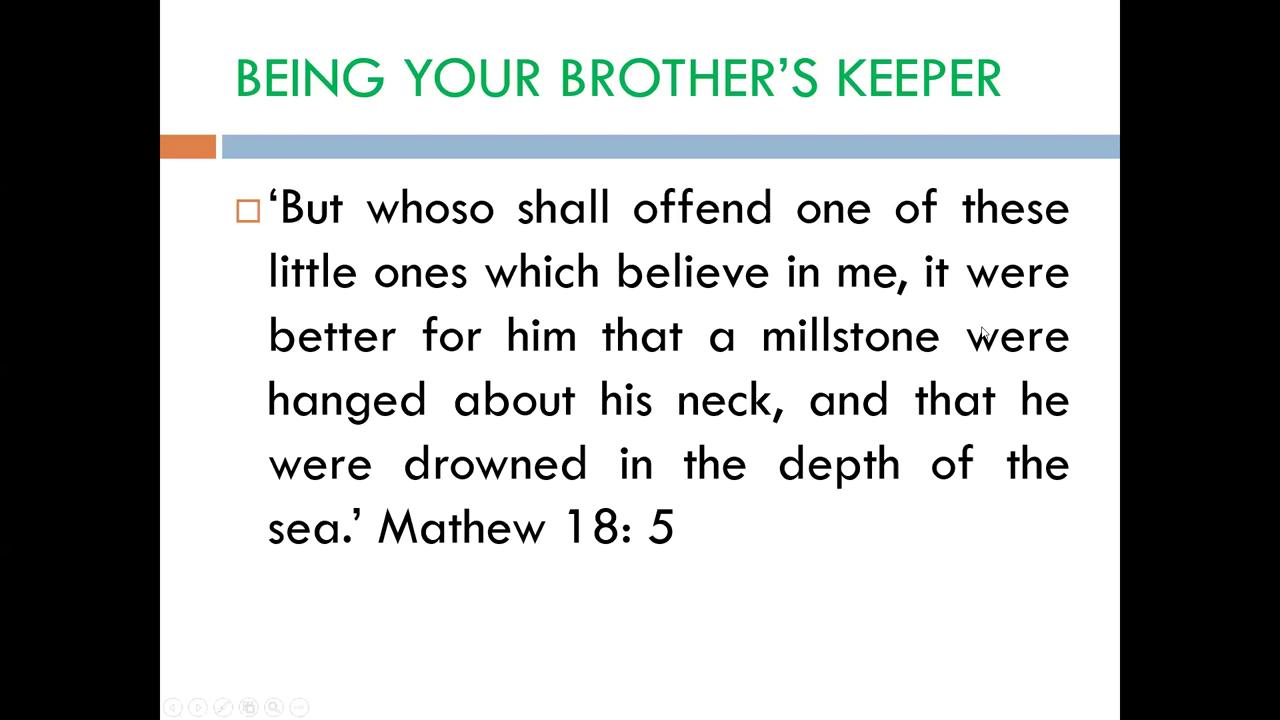 BEING YOUR BROTHER’S KEEPER
‘But whoso shall offend one of these
little ones which believe in me, it were
better for him that a millstone were
hanged about his neck, and that he
were drowned in the depth of the
sea.’ Mathew 18: 5